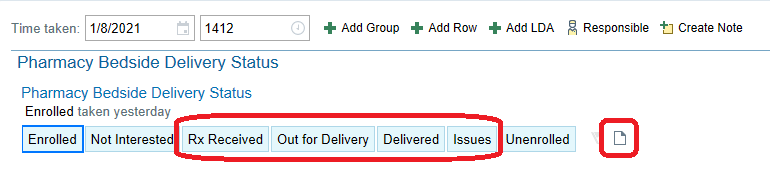 Time taken: 1/8/2021 1412 Add Group Add Row Add LDA Responsible Create Note
Pharmacy Bedside Delivery Status
Pharmacy Bedside Delivery Status
Enrolled taken yesterday
Enrolled Not Interested Rx Received Out for Delivery Delivered Issues Unenrolled